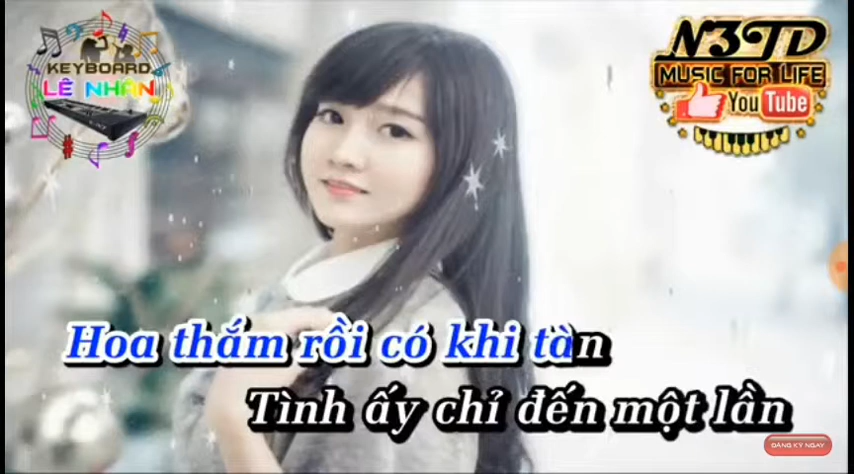 KEYBOARD
LÊ NHÂN
N3TD
MUSIC FOR LIFE
YouTube
Hoa thắm rồi có khi tàn
Tình ấy chỉ đến một lần
ĐĂNG KÝ NGAY